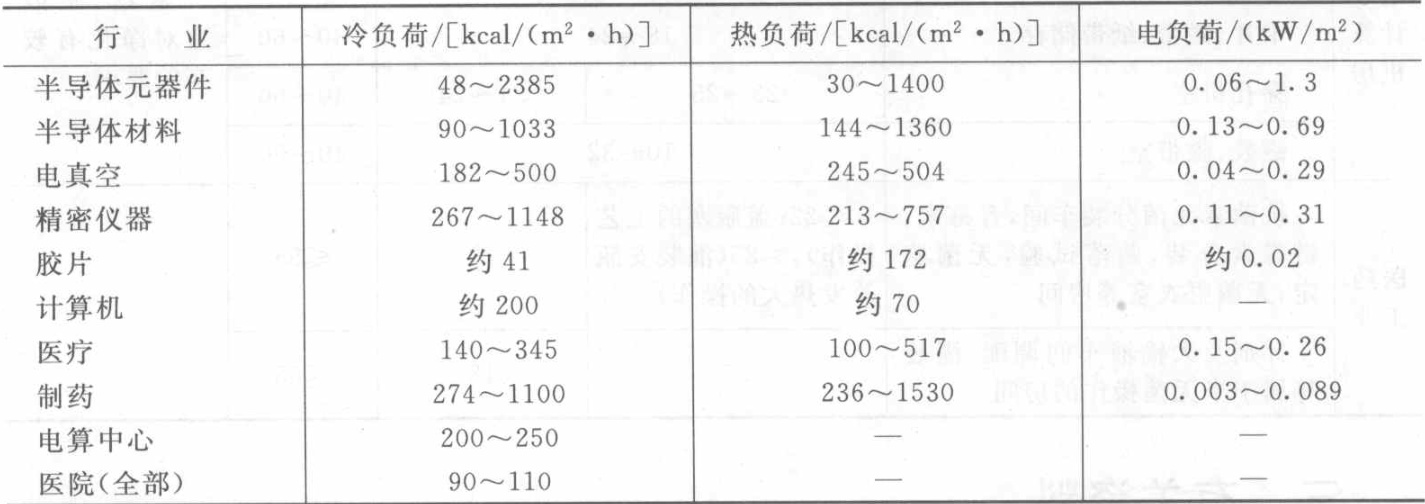 行 业 冷负荷/[kcal/(m²·h)] 热负荷/[kcal/(m²·h)] 电负荷/(kW/m²)
半导体元器件 48～2385 30～1400 0.06～1.3
半导体材料 90～1033 144～1360 0.13～0.69
电真空 182～500 245～504 0.04～0.29
精密仪器 267～1148 213～757 0.11～0.31
胶片 约 41 约 172 约 0.02
计算机 约 200 约 70 —
医疗 140～345 100～517 0.15～0.26
制药 274～1100 236～1530 0.003～0.089
电算中心 200～250 — —
医院(全部) 90～110 — —